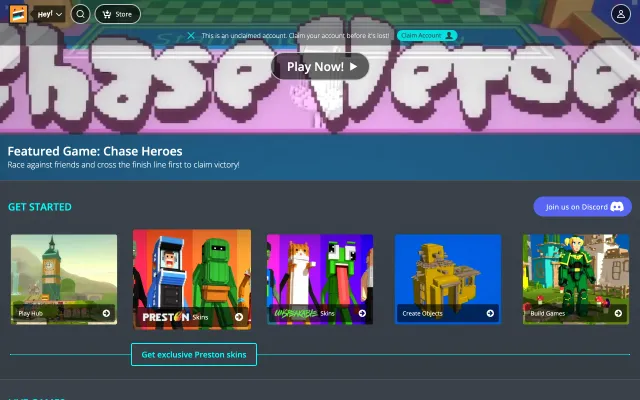 Hey!
Store
This is an unclaimed account. Claim your account before it's lost!
Claim Account
Chase Heroes
Play Now!
Featured Game: Chase Heroes
Race against friends and cross the finish line first to claim victory!
GET STARTED
Join us on Discord
Play Hub
PRESTON Skins
UNSPEAKABLE Skins
Create Objects
Build Games
Get exclusive Preston skins